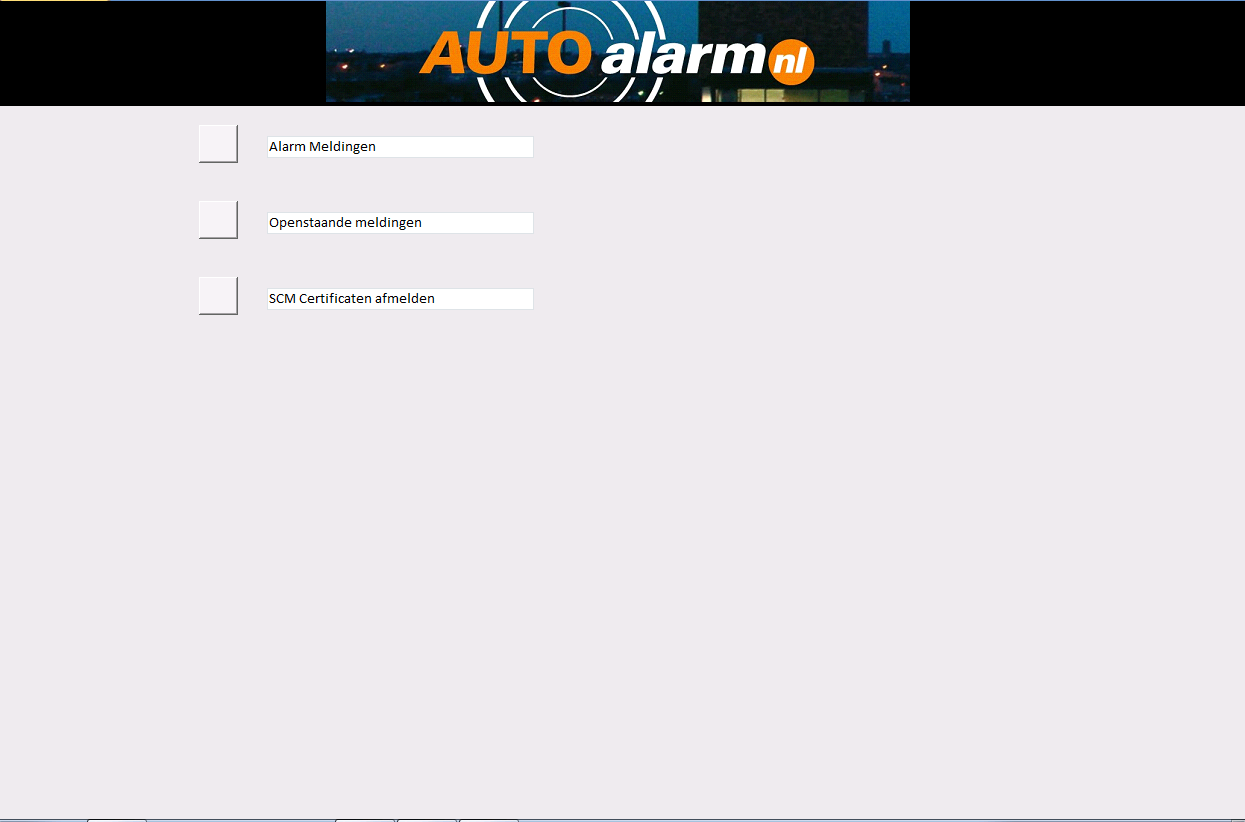 AUTO alarm nl
Alarm Meldingen
Openstaande meldingen
SCM Certificaten afmelden